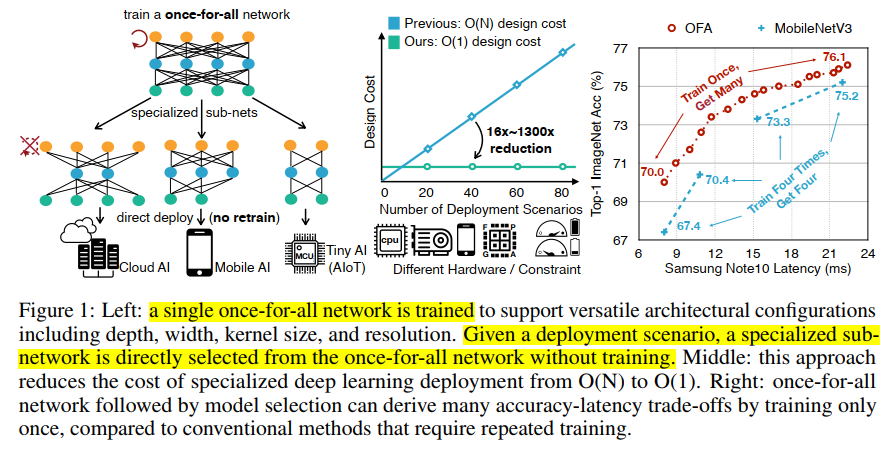 train a once-for-all network
specialized sub-nets
direct deploy (no retrain)
Cloud AI
Mobile AI
MCU
Tiny AI
(AIoT)
Previous: O(N) design cost
Ours: O(1) design cost
Design Cost
16x~1300x
reduction
0 20 40 60 80
Number of Deployment Scenarios
cpu
F P
G A
Different Hardware / Constraint
OFA MobileNetV3
Top-1 ImageNet Acc (%)
77
75
73
71
69
67
76.1
Train Once,
Get Many
75.2
73.3
70.0
70.4
Train Four Times,
Get Four
67.4
6 9 12 15 18 21 24
Samsung Note10 Latency (ms)
Figure 1: Left: a single once-for-all network is trained to support versatile architectural configurations
including depth, width, kernel size, and resolution. Given a deployment scenario, a specialized sub-
network is directly selected from the once-for-all network without training. Middle: this approach
reduces the cost of specialized deep learning deployment from O(N) to O(1). Right: once-for-all
network followed by model selection can derive many accuracy-latency trade-offs by training only
once, compared to conventional methods that require repeated training.